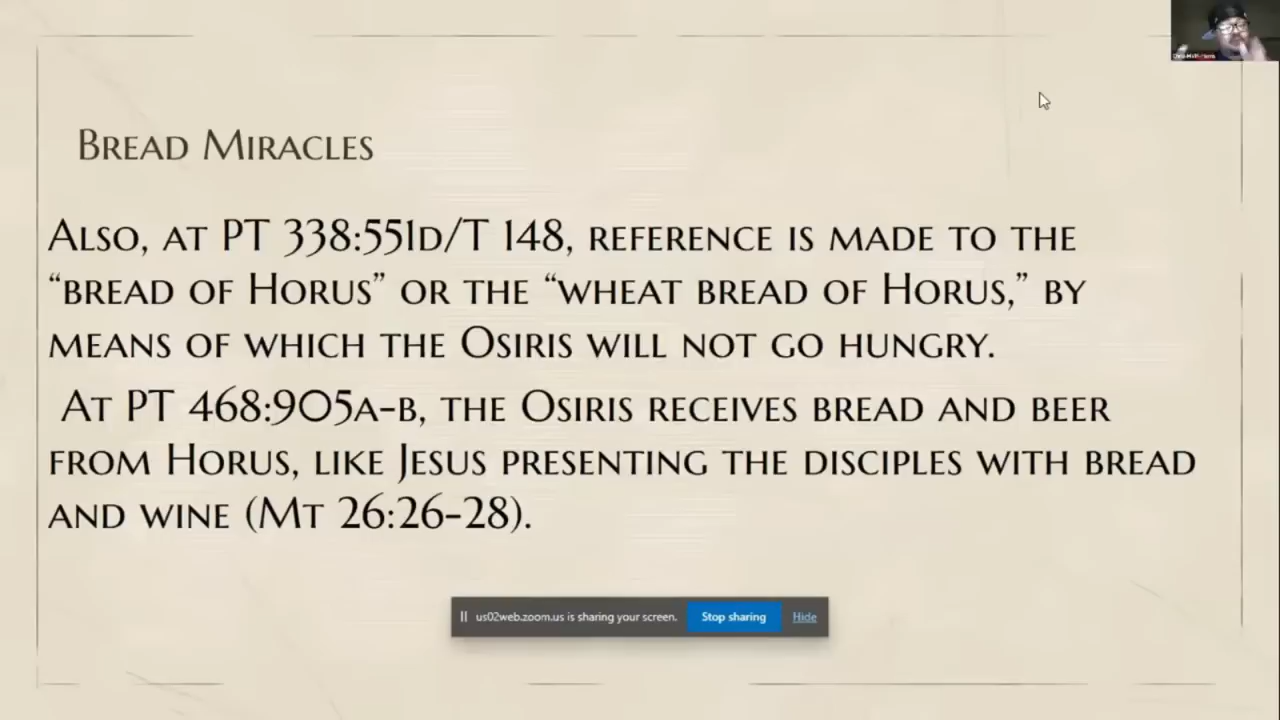 Bread Miracles
Also, at PT 338:551d/T 148, reference is made to the
“bread of Horus” or the “wheat bread of Horus,” by
means of which the Osiris will not go hungry.
At PT 468:905a-b, the Osiris receives bread and beer
from Horus, like Jesus presenting the disciples with bread
and wine (Mt 26:26-28).
us02web.zoom.us is sharing your screen. Stop sharing Hide